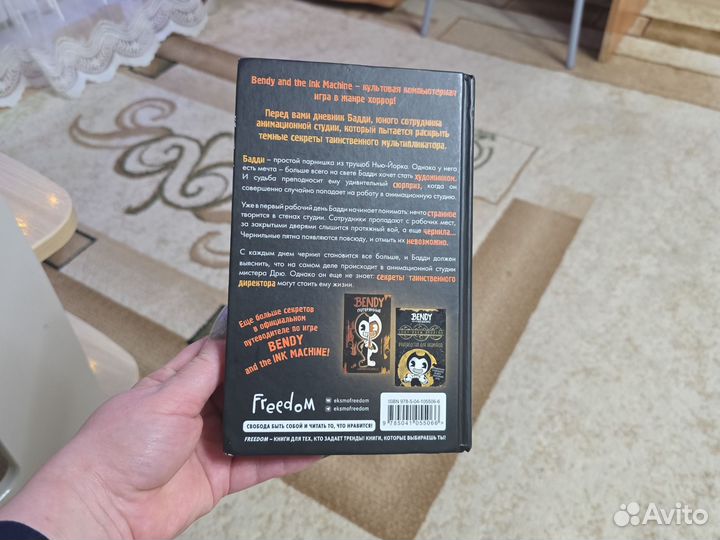 Bendy and the Ink Machine – культовая компьютерная
игра в жанре хоррор!
Перед вами дневник Бадди, юного сотрудника
анимационной студии, который пытается раскрыть
темные секреты таинственного мультипликатора.
Бадди – простой парнишка из трущоб Нью-Йорка. Однако у него
есть мечта – больше всего на свете Бадди хочет стать художником.
И судьба преподносит ему удивительный сюрприз, когда он
совершенно случайно попадает на работу в анимационную студию.
Уже в первый рабочий день Бадди начинает понимать: нечто странное
творится в стенах студии. Сотрудники пропадают с рабочих мест,
за закрытыми дверями слышится протяжный вой, а еще чернила...
Чернильные пятна появляются повсюду, и отмыть их невозможно.
С каждым днем чернил становится все больше, и Бадди должен
выяснить, что на самом деле происходит в анимационной студии
мистера Дрю. Однако он еще не знает: секреты таинственного
директора могут стоить ему жизни.
Еще больше секретов
в официальном
путеводителе по игре
BENDY
and the INK MACHINE!
BENDY
BENDY
Freedom
eksmofreedom
eksmofreedom
СВОБОДА БЫТЬ СОБОЙ И ЧИТАТЬ ТО, ЧТО НРАВИТСЯ!
FREEDOM – КНИГИ ДЛЯ ТЕХ, КТО ЗАДАЕТ ТРЕНДЫ! КНИГИ, КОТОРЫЕ ВЫБИРАЕШЬ ТЫ!
ISBN 978-5-04-105506-6
9 785041 055066 >
Avito